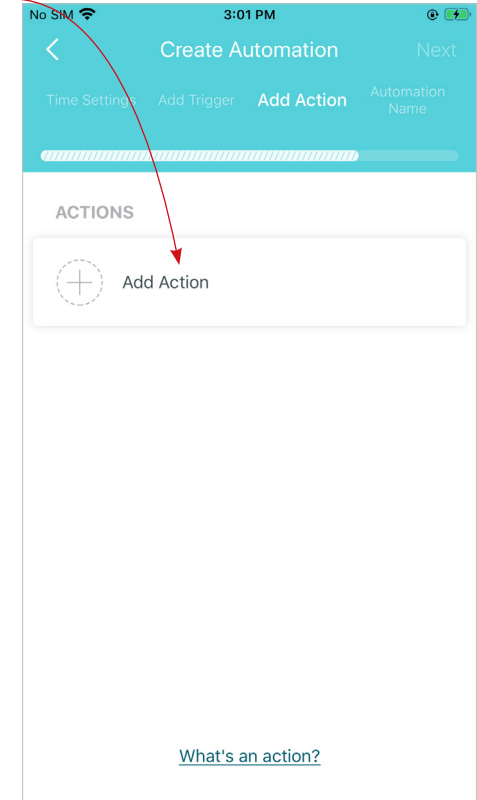 No SIM 3:01 PM
Create Automation Next
Time Settings Add Trigger Add Action Automation Name
ACTIONS
Add Action
What's an action?